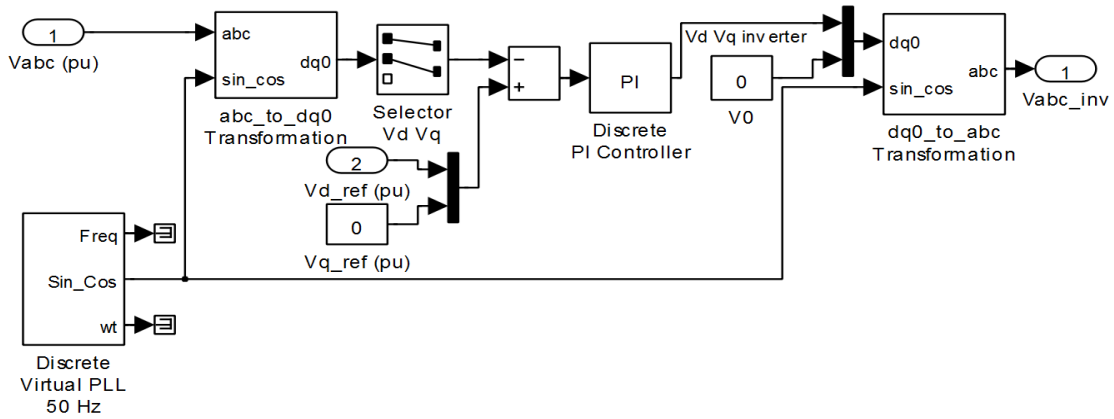 1
Vabc (pu)
abc
sin_cos
dq0
abc_to_dq0
Transformation
Selector
Vd Vq
−
+
PI
Discrete
PI Controller
Vd Vq inverter
0
V0
dq0
sin_cos
abc
dq0_to_abc
Transformation
1
Vabc_inv
2
Vd_ref (pu)
0
Vq_ref (pu)
Freq
Sin_Cos
wt
Discrete
Virtual PLL
50 Hz